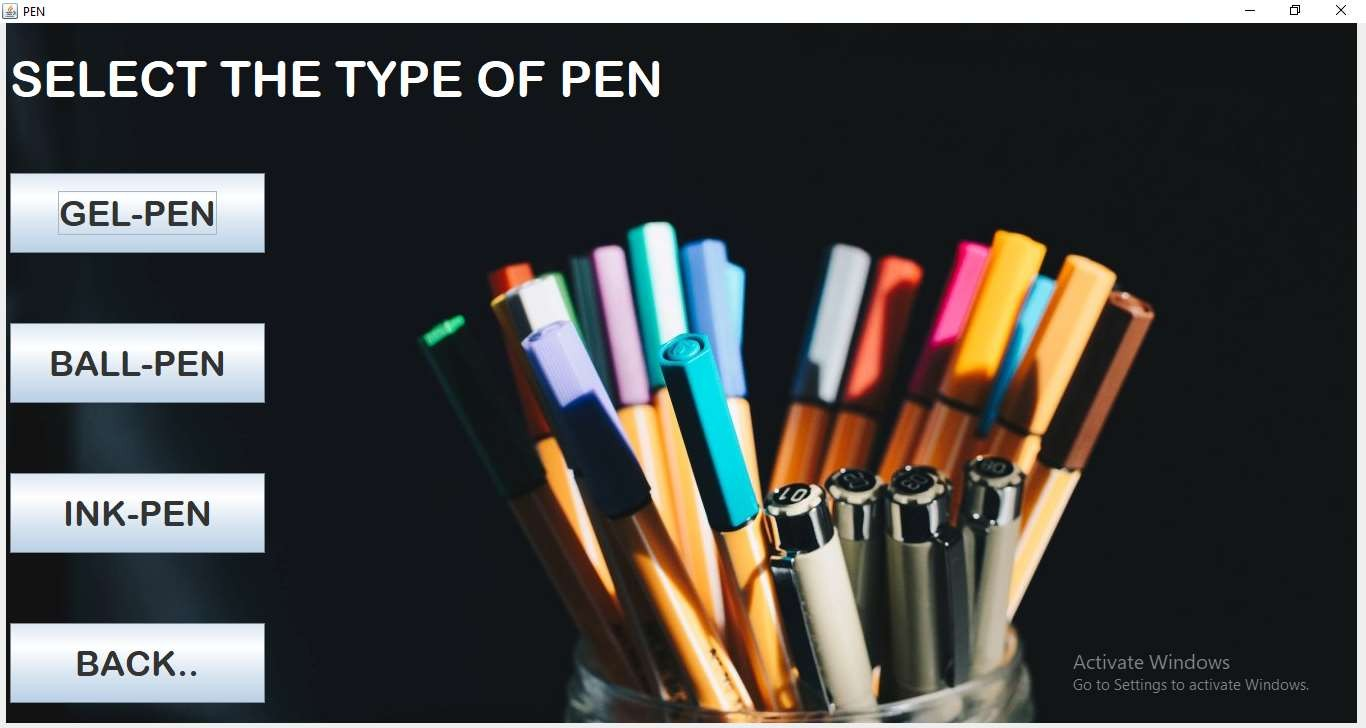 PEN
SELECT THE TYPE OF PEN
GEL-PEN
BALL-PEN
INK-PEN
BACK..
01
Activate Windows
Go to Settings to activate Windows.